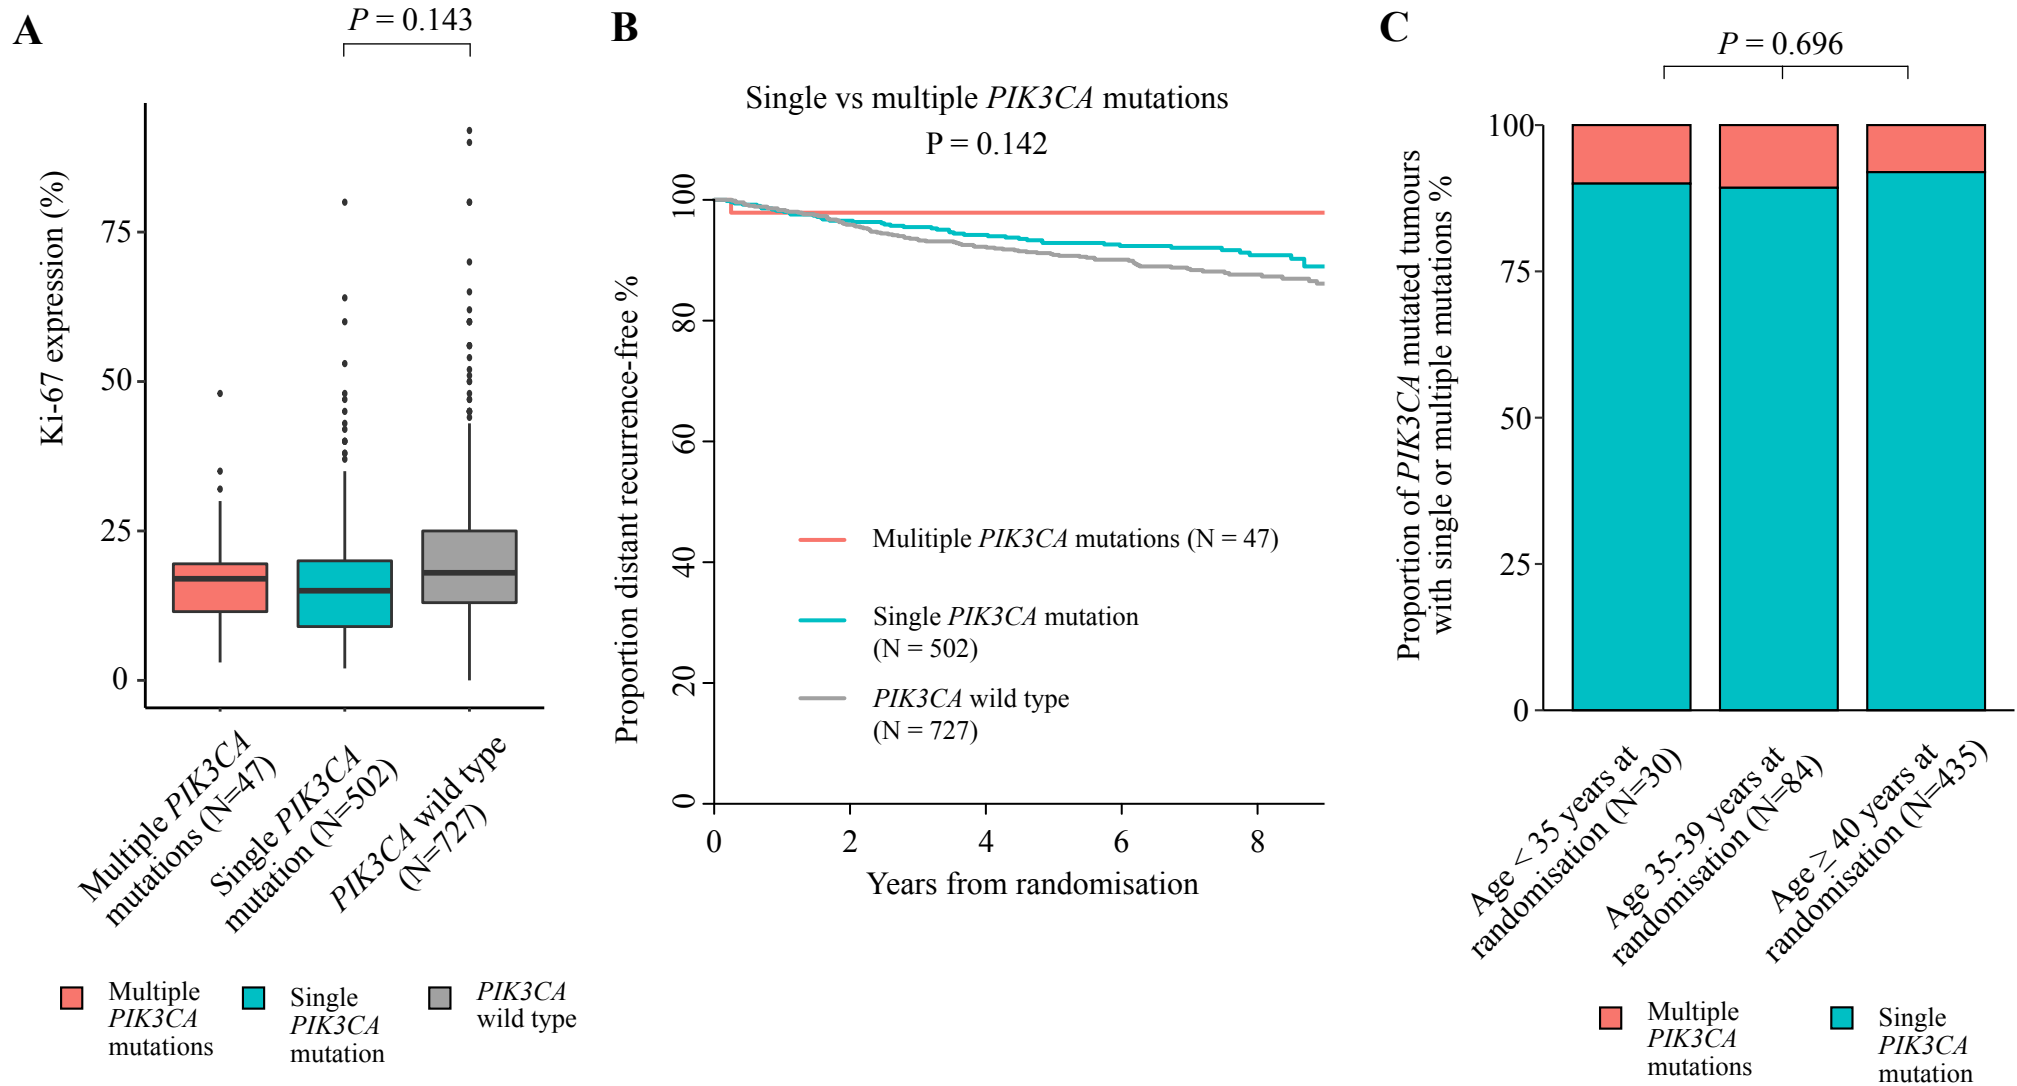 A
P = 0.143
Ki-67 expression (%)
75
50
25
0
Multiple PIK3CA
mutations (N=47)
Single PIK3CA
mutation (N=502)
PIK3CA wild type
(N=727)
Multiple
PIK3CA
mutations
Single
PIK3CA
mutation
PIK3CA
wild type
B
Single vs multiple PIK3CA mutations
P = 0.142
Proportion distant recurrence-free %
100
80
60
40
20
0
Mulitiple PIK3CA mutations (N = 47)
Single PIK3CA mutation
(N = 502)
PIK3CA wild type
(N = 727)
0
2
4
6
8
Years from randomisation
C
P = 0.696
Proportion of PIK3CA mutated tumours
with single or multiple mutations %
100
75
50
25
0
Age < 35 years at
randomisation (N=30)
Age 35-39 years at
randomisation (N=84)
Age ≥ 40 years at
randomisation (N=435)
Multiple
PIK3CA
mutations
Single
PIK3CA
mutation